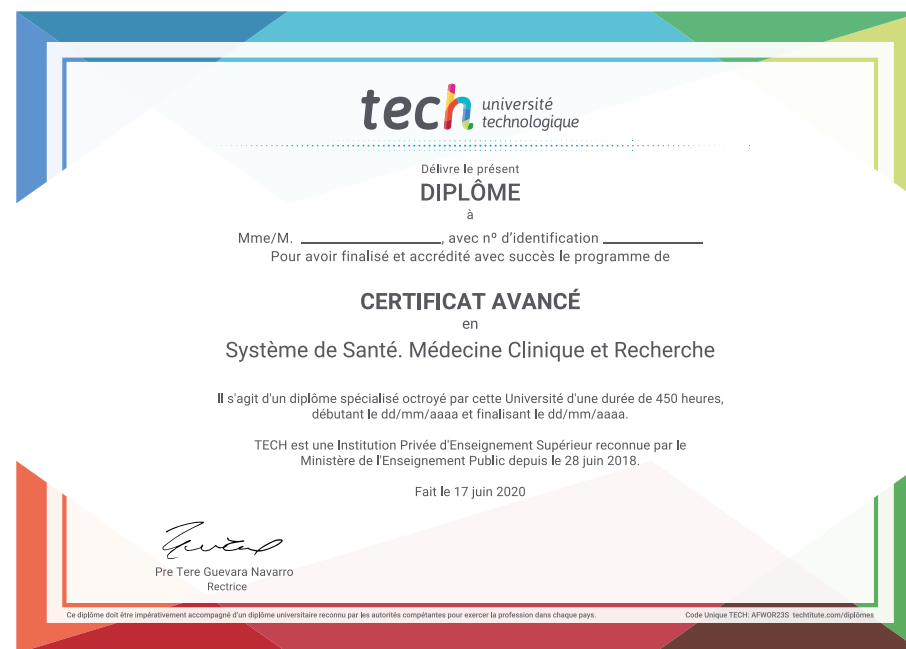 tech université
technologique
Délivre le présent
DIPLÔME
à
Mme/M. ____________________, avec nº d'identification ______________
Pour avoir finalisé et accrédité avec succès le programme de
CERTIFICAT AVANCÉ
en
Système de Santé. Médecine Clinique et Recherche
Il s'agit d'un diplôme spécialisé octroyé par cette Université d'une durée de 450 heures,
débutant le dd/mm/aaaa et finalisant le dd/mm/aaaa.
TECH est une Institution Privée d'Enseignement Supérieur reconnue par le
Ministère de l'Enseignement Public depuis le 28 juin 2018.
Fait le 17 juin 2020
Pre Tere Guevara Navarro
Rectrice
Ce diplôme doit être impérativement accompagné d'un diplôme universitaire reconnu par les autorités compétantes pour exercer la profession dans chaque pays. Code Unique TECH: AFWOR23S techtitute.com/diplômes